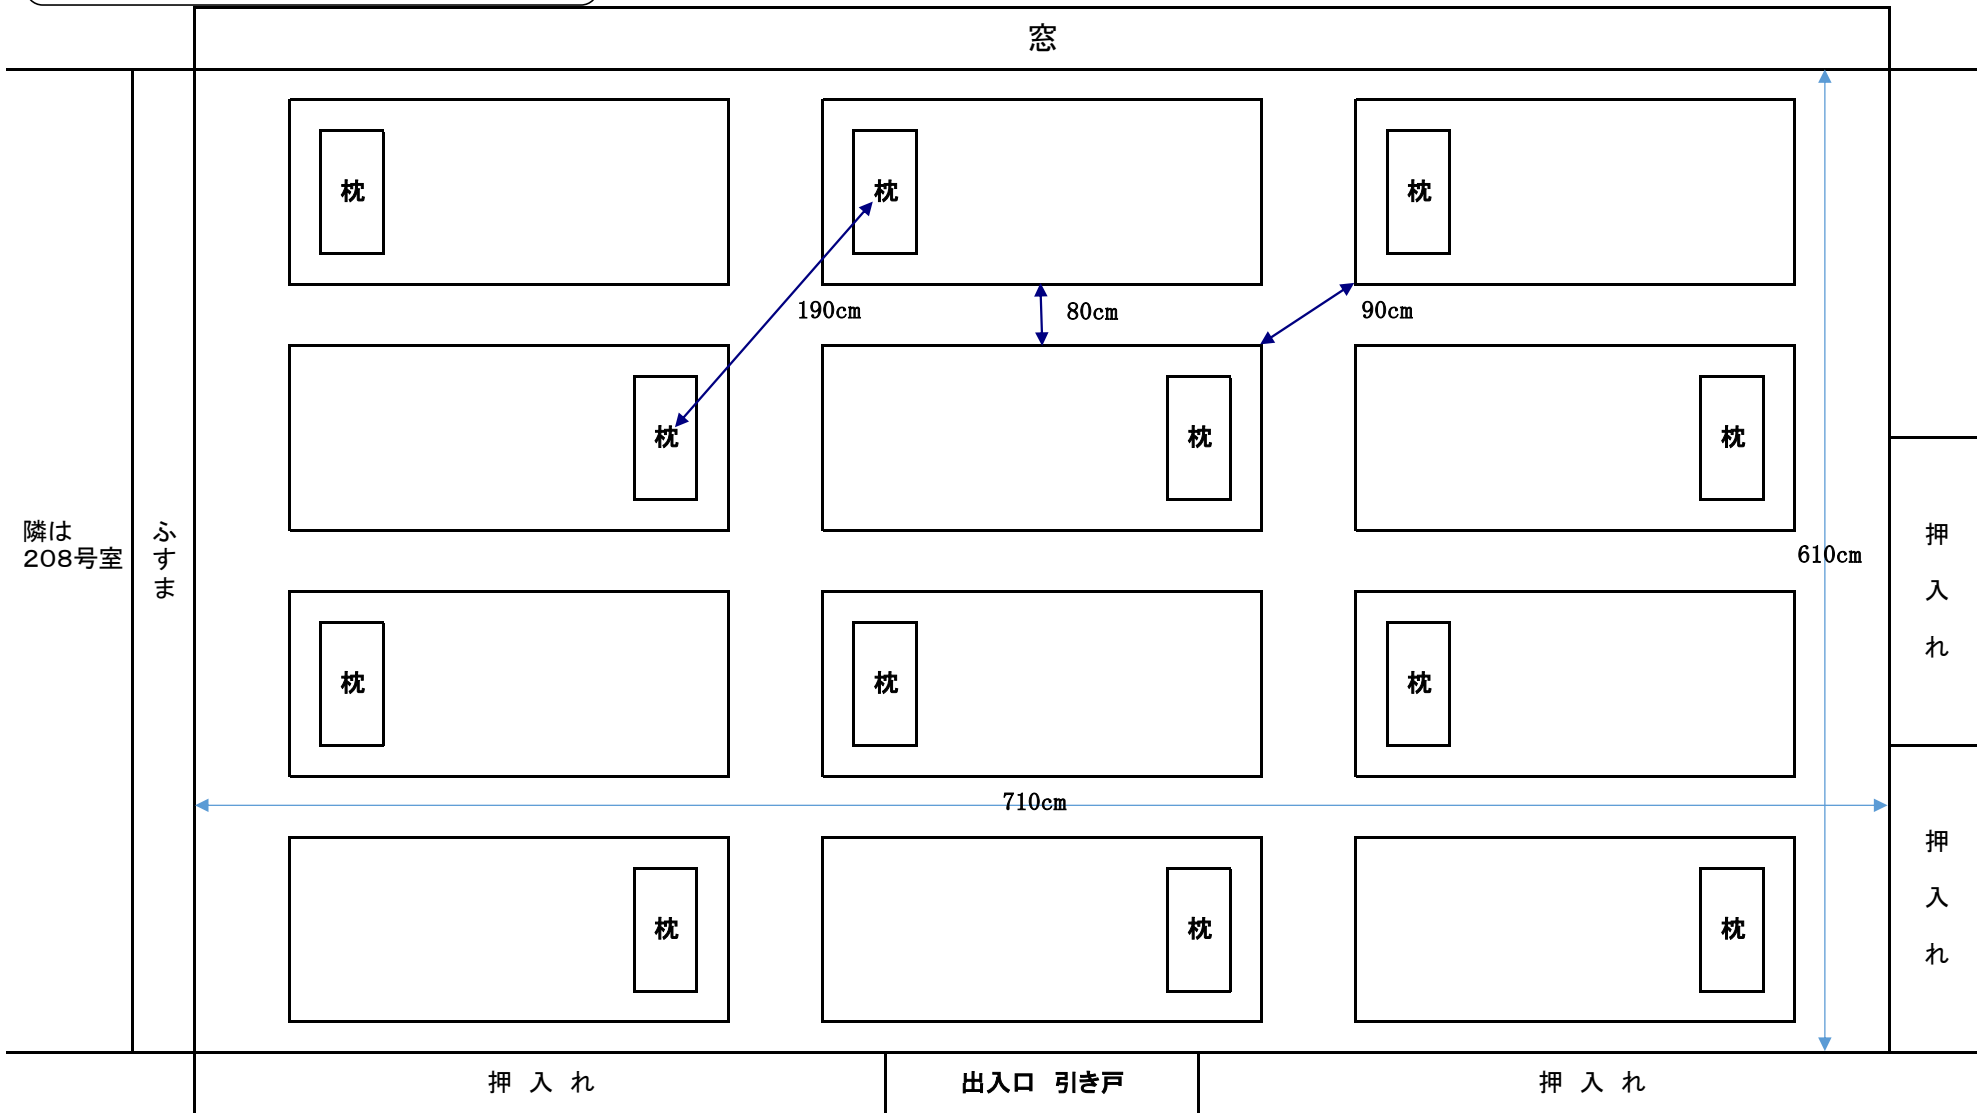 窓
枕
枕
枕
190cm
80cm
90cm
枕
枕
枕
隣は
208号室
ふすま
610cm
押入れ
枕
枕
枕
710cm
押入れ
枕
枕
枕
押 入 れ
出入口 引き戸
押 入 れ